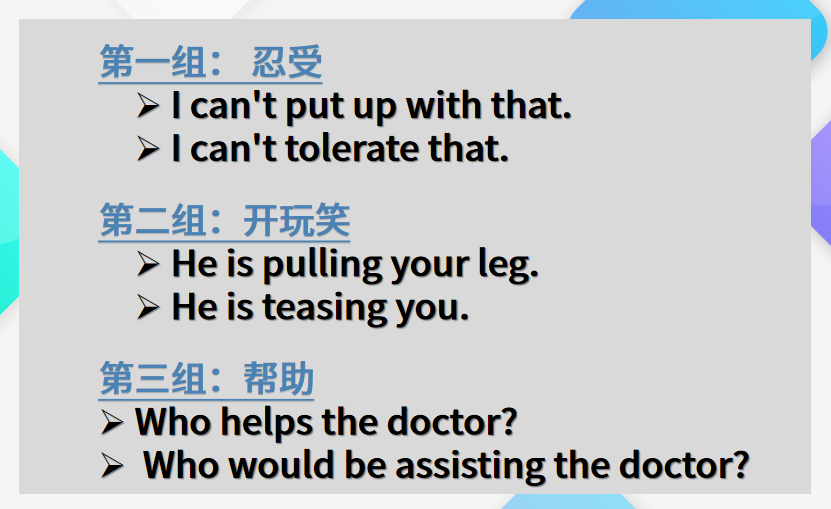 第一组： 忍受
➢ I can't put up with that.
➢ I can't tolerate that.
第二组：开玩笑
➢ He is pulling your leg.
➢ He is teasing you.
第三组：帮助
➢ Who helps the doctor?
➢ Who would be assisting the doctor?